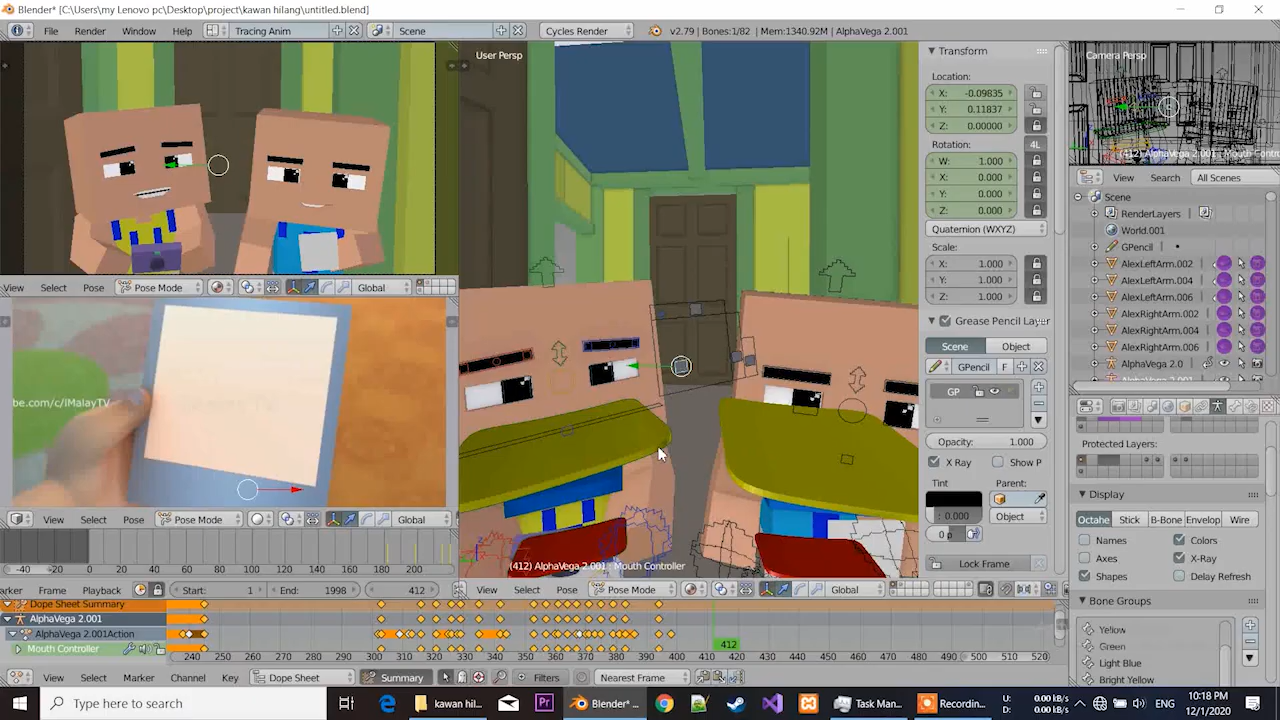 Blender* [C:\Users\my Lenovo pc\Desktop\project\kawan hilang\untitled.blend]
File Render Window Help Tracing Anim Scene Cycles Render v2.79 | Bones:1/82 | Mem:1340.92M | AlphaVega 2.001
User Persp
Camera Persp
Transform
Location:
X: -0.09835
Y: 0.11837
Z: 0.00000
Rotation: 4L
W: 1.000
X: 0.000
Y: 0.000
Z: 0.000
Quaternion (WXYZ)
Scale:
X: 1.000
Y: 1.000
Z: 1.000
Grease Pencil Layer
Scene Object
GPencil F
GP
Opacity: 1.000
X Ray Show P
Tint Parent:
: 0.000 Object
Lock Frame
(412) AlphaVega 2.001 : Mouth Contro
View Search All Scenes
Scene
RenderLayers
World.001
GPencil
AlexLeftArm.002
AlexLeftArm.004
AlexLeftArm.006
AlexRightArm.002
AlexRightArm.004
AlexRightArm.006
AlphaVega 2.0
Protected Layers:
Display
Octahe Stick B-Bone Envelop Wire
Names Colors
Axes X-Ray
Shapes Delay Refresh
Bone Groups
Yellow
Green
Light Blue
Bright Yellow
View Select Pose Pose Mode Global
be.com/c/iMalayTV
View Select Pose Pose Mode Global
-40 -20 0 20 40 60 80 100 120 140 160 180 200
arker Frame Playback Start: 1 End: 1998 412
(412) AlphaVega 2.001 : Mouth Controller
View Select Pose Pose Mode Global
Dope Sheet Summary
AlphaVega 2.001
AlphaVega 2.001Action
Mouth Controller
412
240 250 260 270 280 290 300 310 320 330 340 350 360 370 380 390 400 410 420 430 440 450 460 470 480 490 500 510 520
View Select Marker Channel Key Dope Sheet Summary Filters Nearest Frame
Type here to search
kawan hil...
Blender* ...
Task Man...
Recordin...
U: 0.00 kB/s
D: 0.00 kB/s
10:18 PM
12/1/2020